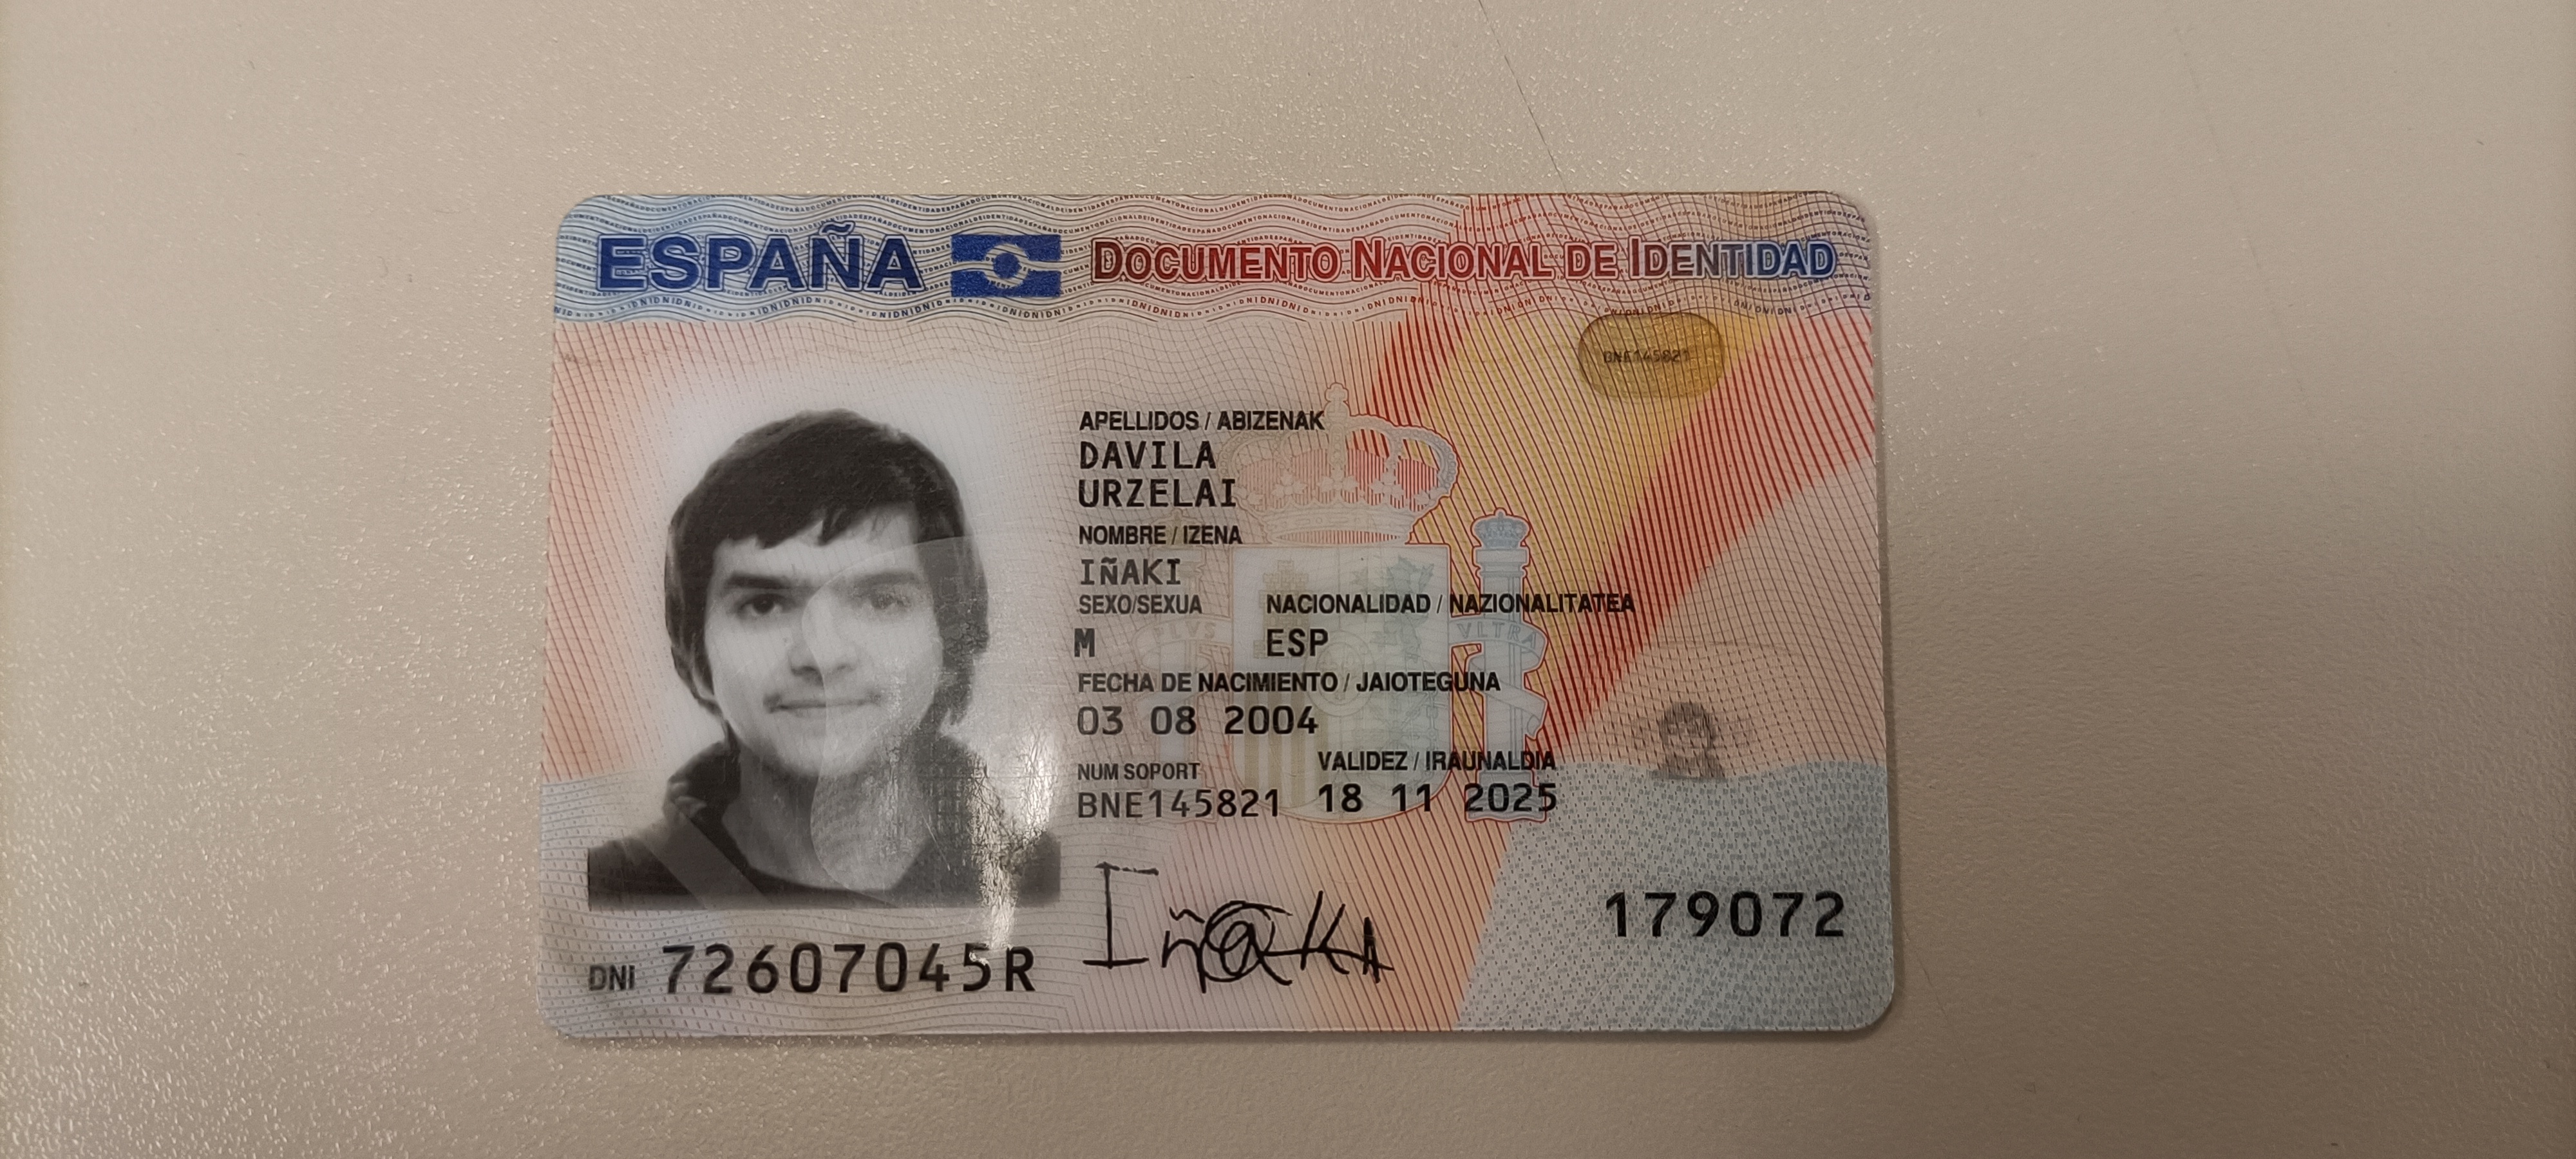 ESPAÑA DOCUMENTO NACIONAL DE IDENTIDAD
BNE145821
APELLIDOS / ABIZENAK
DAVILA
URZELAI
NOMBRE / IZENA
IÑAKI
SEXO/SEXUA NACIONALIDAD / NAZIONALITATEA
M ESP
PLVS VLTRA
FECHA DE NACIMIENTO / JAIOTEGUNA
03 08 2004
NUM SOPORT VALIDEZ / IRAUNALDIA
BNE145821 18 11 2025
Iñaki
179072
DNI 72607045R